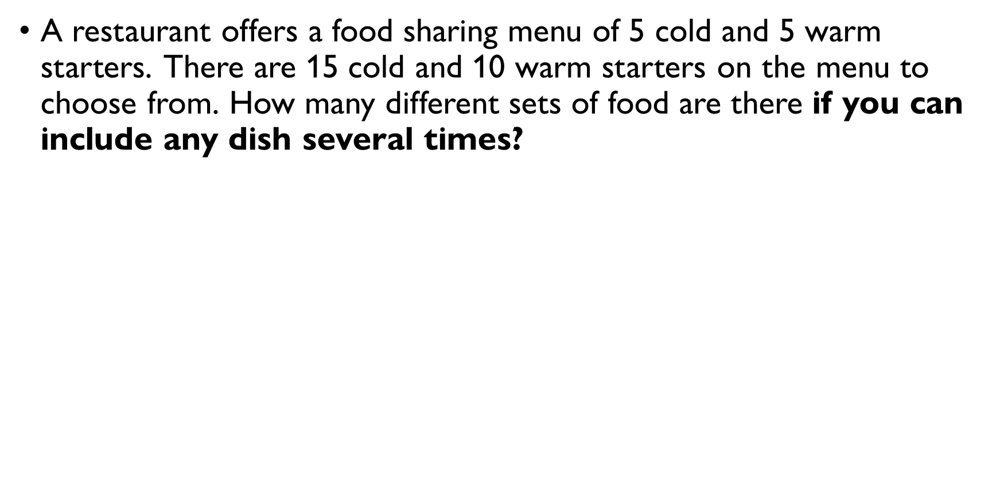 • A restaurant offers a food sharing menu of 5 cold and 5 warm
starters. There are 15 cold and 10 warm starters on the menu to
choose from. How many different sets of food are there if you can
include any dish several times?